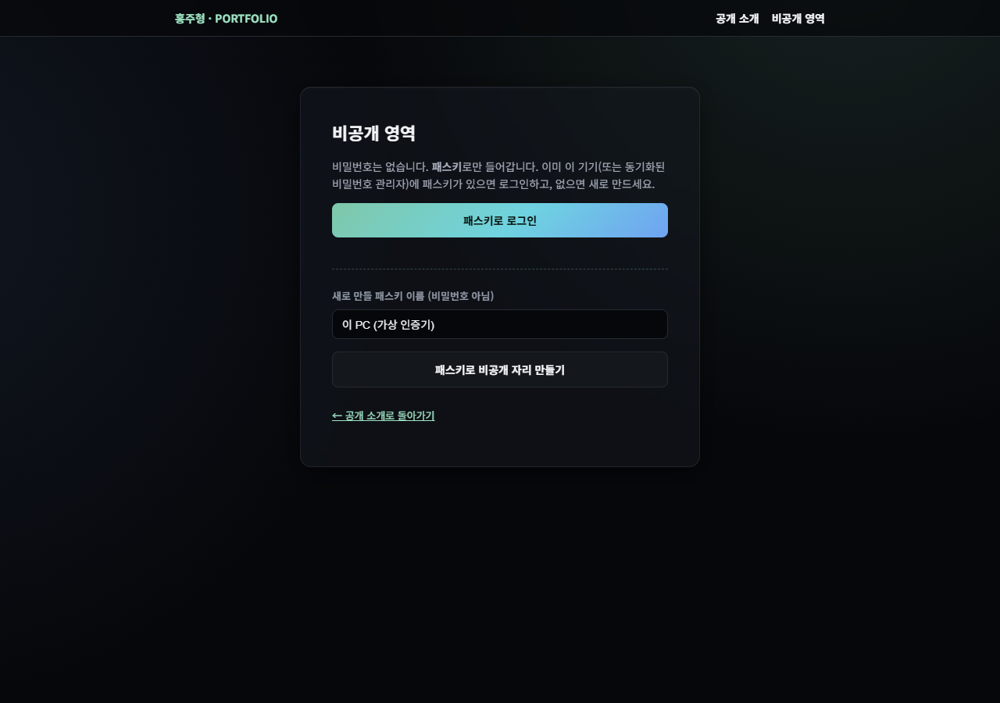 홍주형 · PORTFOLIO
공개 소개 비공개 영역
비공개 영역
비밀번호는 없습니다. 패스키로만 들어갑니다. 이미 이 기기(또는 동기화된
비밀번호 관리자)에 패스키가 있으면 로그인하고, 없으면 새로 만드세요.
패스키로 로그인
새로 만들 패스키 이름 (비밀번호 아님)
이 PC (가상 인증기)
패스키로 비공개 자리 만들기
← 공개 소개로 돌아가기